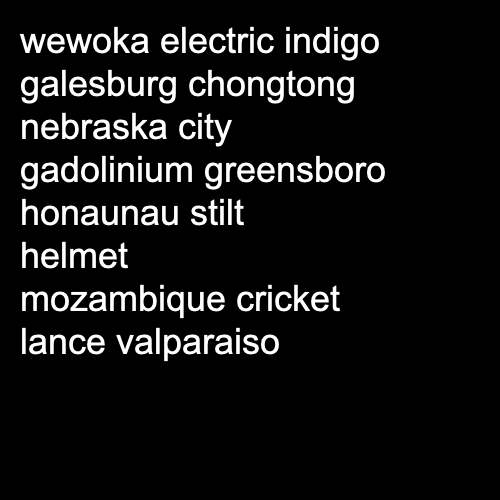 wewoka electric indigo
galesburg chongtong
nebraska city
gadolinium greensboro
honaunau stilt
helmet
mozambique cricket
lance valparaiso